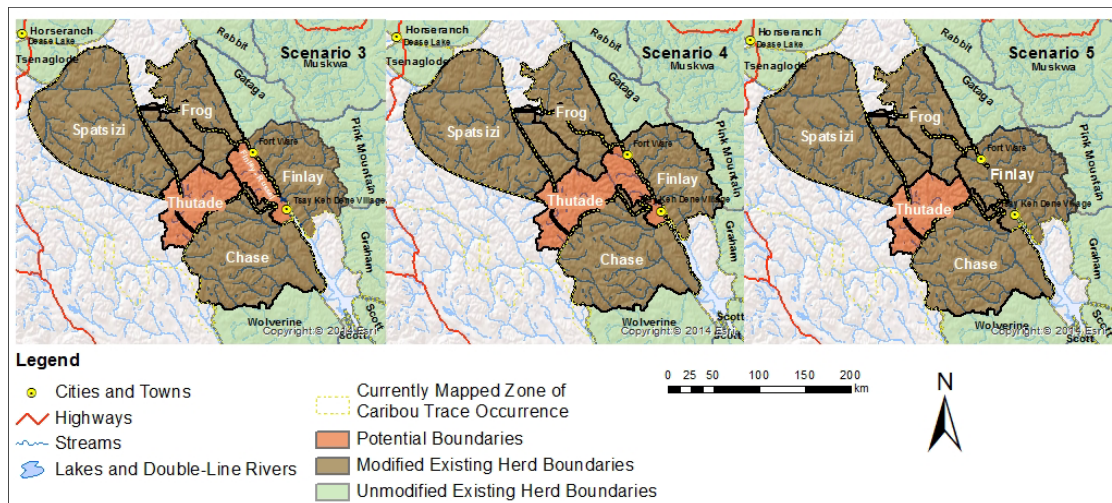 Horseranch
Dease Lake
Tsenaglode
Rabbit
Scenario 3
Muskwa
Gataga
Frog
Spatsizi
Fort Ware
Pink Mountain
Finlay
Thutade
Tsay Keh Dene Village
Chase
Graham
Wolverine
Scott
Scott
Copyright:© 2014 Esri
Horseranch
Dease Lake
Tsenaglode
Rabbit
Scenario 4
Muskwa
Gataga
Frog
Spatsizi
Fort Ware
Pink Mountain
Finlay
Thutade
Tsay Keh Dene Village
Chase
Graham
Wolverine
Scott
Scott
Copyright:© 2014 Esri
Horseranch
Dease Lake
Tsenaglode
Rabbit
Scenario 5
Muskwa
Gataga
Frog
Spatsizi
Fort Ware
Pink Mountain
Finlay
Thutade
Tsay Keh Dene Village
Chase
Graham
Wolverine
Scott
Scott
Copyright:© 2014 Esri
Legend
Cities and Towns
Highways
Streams
Lakes and Double-Line Rivers
Currently Mapped Zone of
Caribou Trace Occurrence
Potential Boundaries
Modified Existing Herd Boundaries
Unmodified Existing Herd Boundaries
0 25 50 100 150 200
km
N